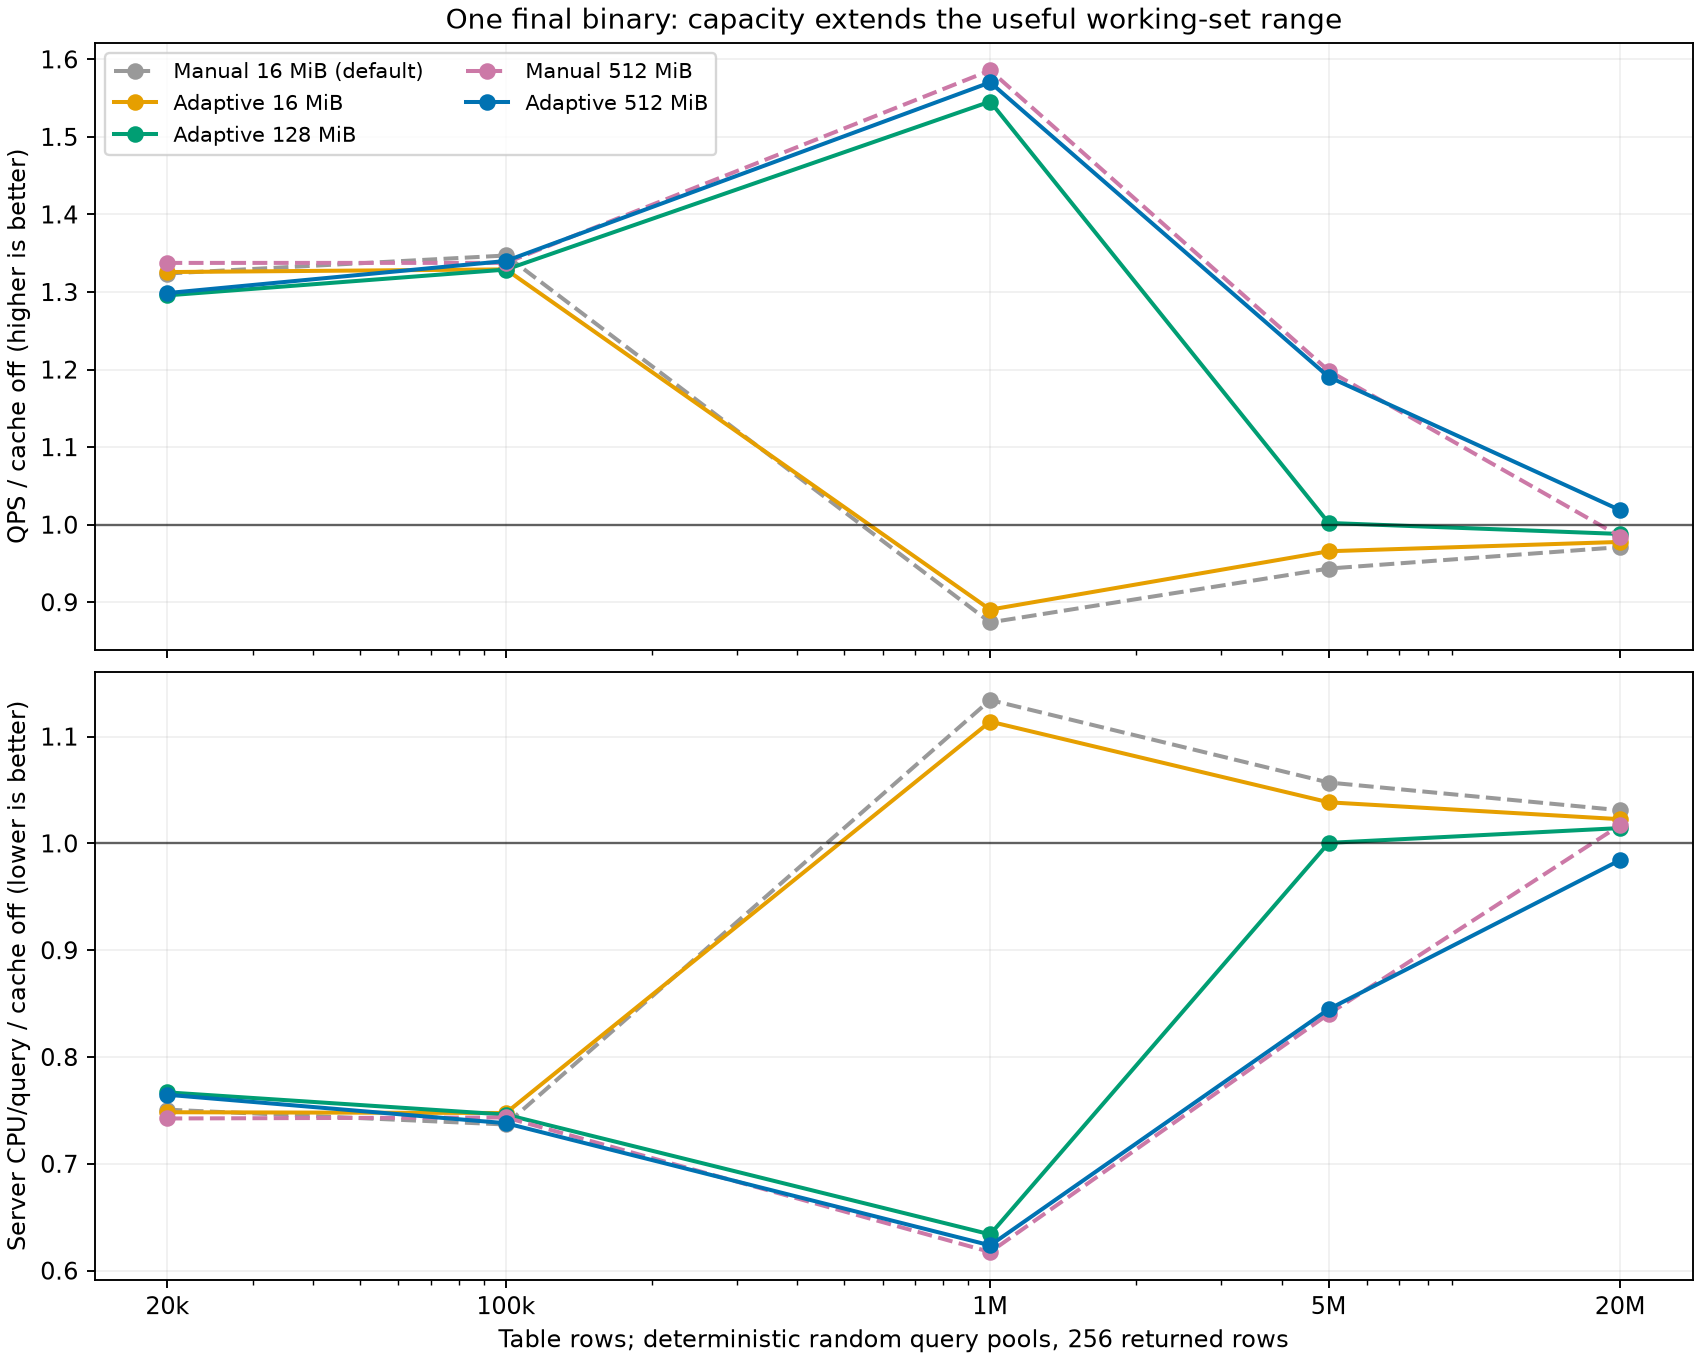 One final binary: capacity extends the useful working-set range
Manual 16 MiB (default)
Adaptive 16 MiB
Adaptive 128 MiB
Manual 512 MiB
Adaptive 512 MiB
QPS / cache off (higher is better)
1.6
1.5
1.4
1.3
1.2
1.1
1.0
0.9
Server CPU/query / cache off (lower is better)
1.1
1.0
0.9
0.8
0.7
0.6
20k
100k
1M
5M
20M
Table rows; deterministic random query pools, 256 returned rows